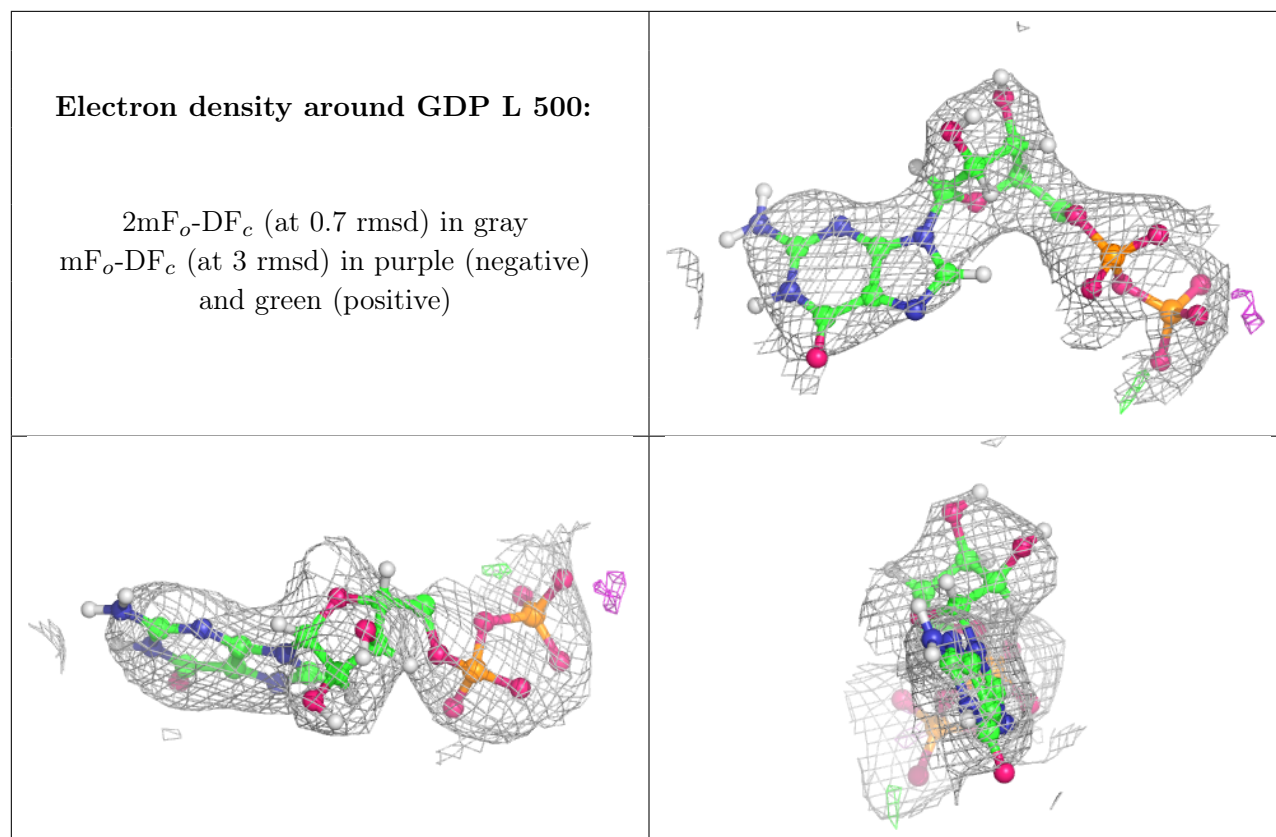 Electron density around GDP L 500:
2mFo-DFc (at 0.7 rmsd) in gray
mFo-DFc (at 3 rmsd) in purple (negative)
and green (positive)